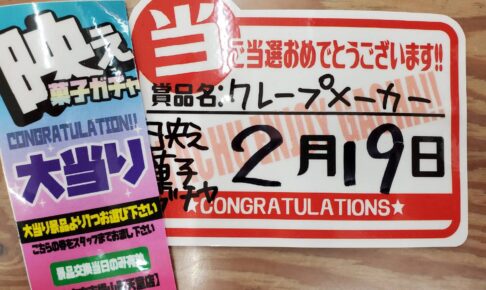 映え
菓子ガチャ
CONGRATULATION!!
大当り
大当り景品より1つお選び下さい
こちらの券をスタッフまでお渡し下さい
景品交換当日のみ有効
当
ご当選おめでとうございます!!
賞品名:クレープメーカー
映え
菓子
ガチャ
2月19日
★CONGRATULATIONS★